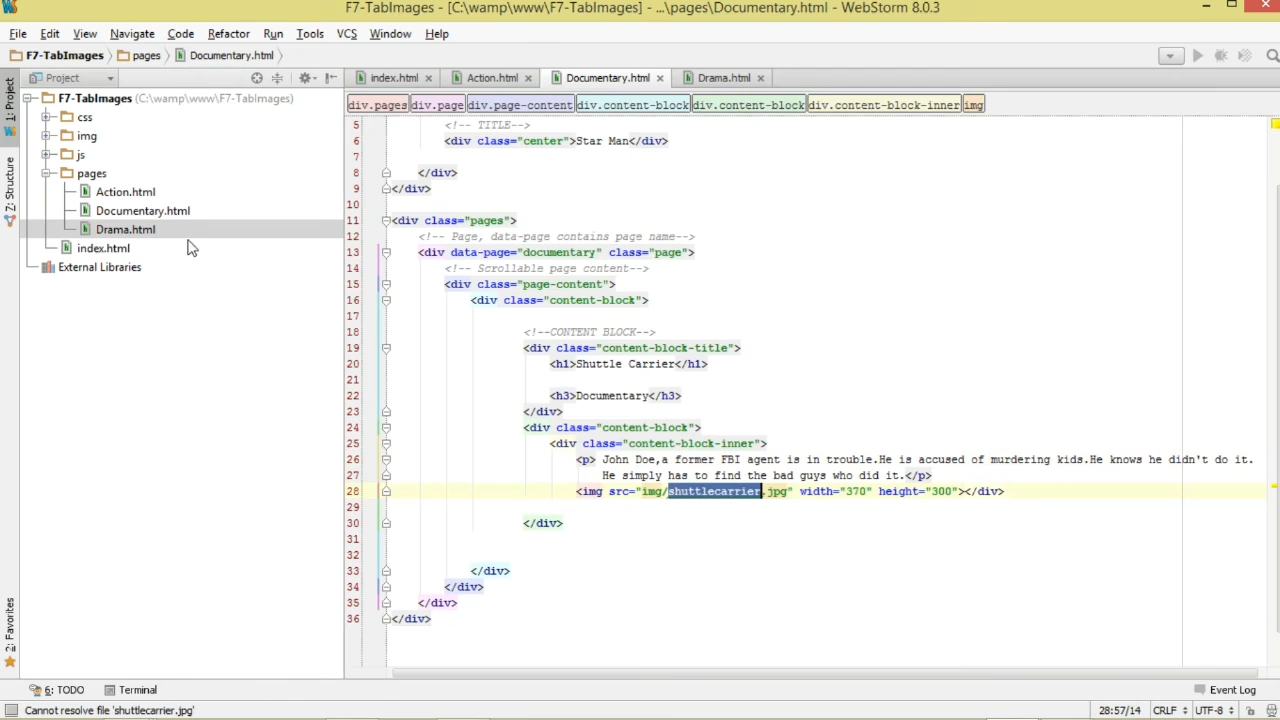 F7-TabImages - [C:\wamp\www\F7-TabImages] - ...\pages\Documentary.html - WebStorm 8.0.3
File Edit View Navigate Code Refactor Run Tools VCS Window Help
F7-TabImages pages Documentary.html
Project index.html Action.html Documentary.html Drama.html
1: Project
Z: Structure
2: Favorites
F7-TabImages (C:\wamp\www\F7-TabImages)
css
img
js
pages
Action.html
Documentary.html
Drama.html
index.html
External Libraries
div.pages div.page div.page-content div.content-block div.content-block div.content-block-inner img
5 <!-- TITLE-->
6 <div class="center">Star Man</div>
7
8 </div>
9 </div>
10
11 <div class="pages">
12 <!-- Page, data-page contains page name-->
13 <div data-page="documentary" class="page">
14 <!-- Scrollable page content-->
15 <div class="page-content">
16 <div class="content-block">
17
18 <!--CONTENT BLOCK-->
19 <div class="content-block-title">
20 <h1>Shuttle Carrier</h1>
21
22 <h3>Documentary</h3>
23 </div>
24 <div class="content-block">
25 <div class="content-block-inner">
26 <p> John Doe,a former FBI agent is in trouble.He is accused of murdering kids.He knows he didn't do it.
27 He simply has to find the bad guys who did it.</p>
28 <img src="img/shuttlecarrier.jpg" width="370" height="300"></div>
29
30 </div>
31
32
33 </div>
34 </div>
35 </div>
36 </div>
6: TODO Terminal Event Log
Cannot resolve file 'shuttlecarrier.jpg' 28:57/14 CRLF UTF-8